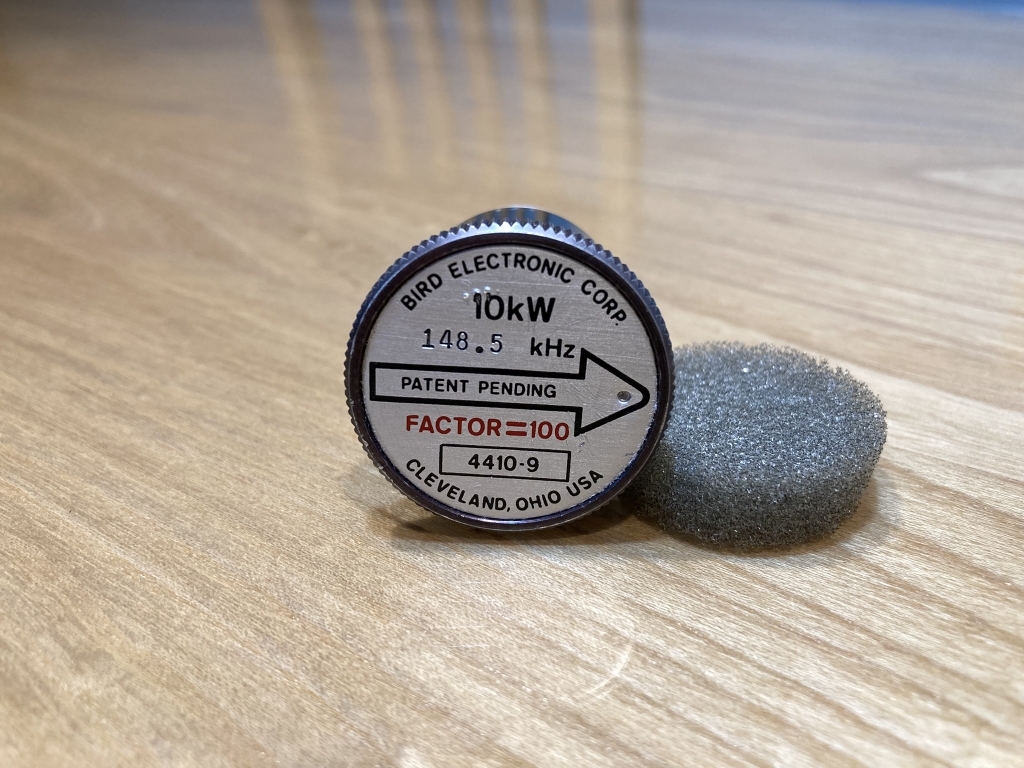 BIRD ELECTRONIC CORP.
10kW
148.5 kHz
PATENT PENDING
FACTOR=100
4410-9
CLEVELAND, OHIO USA